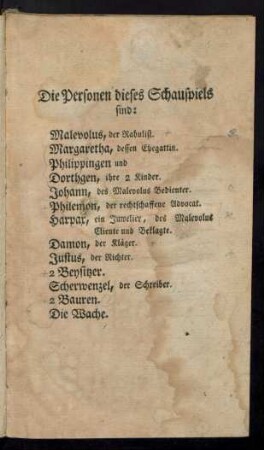 Die Personen dieses Schauspiels
sind:
Malevolus, der Rabulist.
Margaretha, dessen Ehegattin.
Philippingen und
Dorthgen, ihre 2 Kinder.
Johann, des Malevolus Bedienter.
Philemon, der rechtschaffene Advocat.
Harpax, ein Juwelier, des Malevolus
Cliente und Beklagte.
Damon, der Kläger.
Justus, der Richter.
2 Beysitzer.
Scherwenzel, der Schreiber.
2 Bauren.
Die Wache.